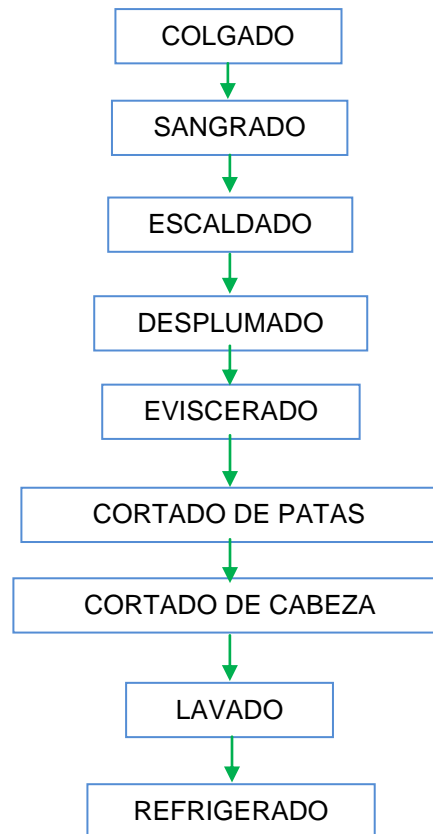 COLGADO
SANGRADO
ESCALDADO
DESPLUMADO
EVISCERADO
CORTADO DE PATAS
CORTADO DE CABEZA
LAVADO
REFRIGERADO